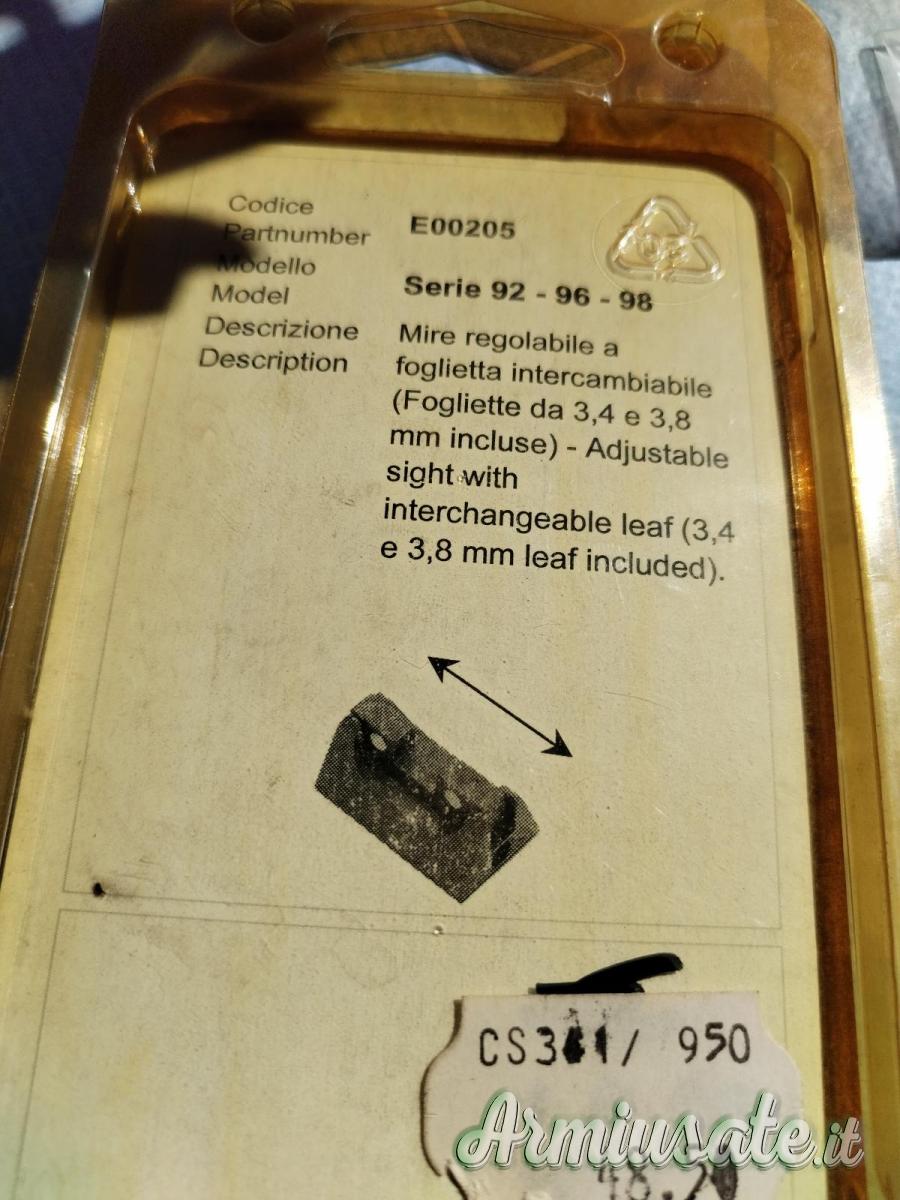 Codice
Partnumber
E00205
Modello
Model
Serie 92 - 96 - 98
Descrizione
Description
Mire regolabile a
foglietta intercambiabile
(Fogliette da 3,4 e 3,8
mm incluse) - Adjustable
sight with
interchangeable leaf (3,4
e 3,8 mm leaf included).
950
Armiusate.it